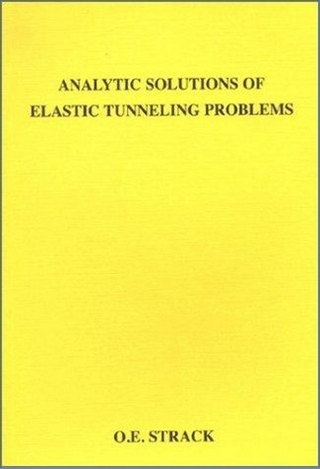 ANALYTIC SOLUTIONS OF
ELASTIC TUNNELING PROBLEMS
O.E. STRACK